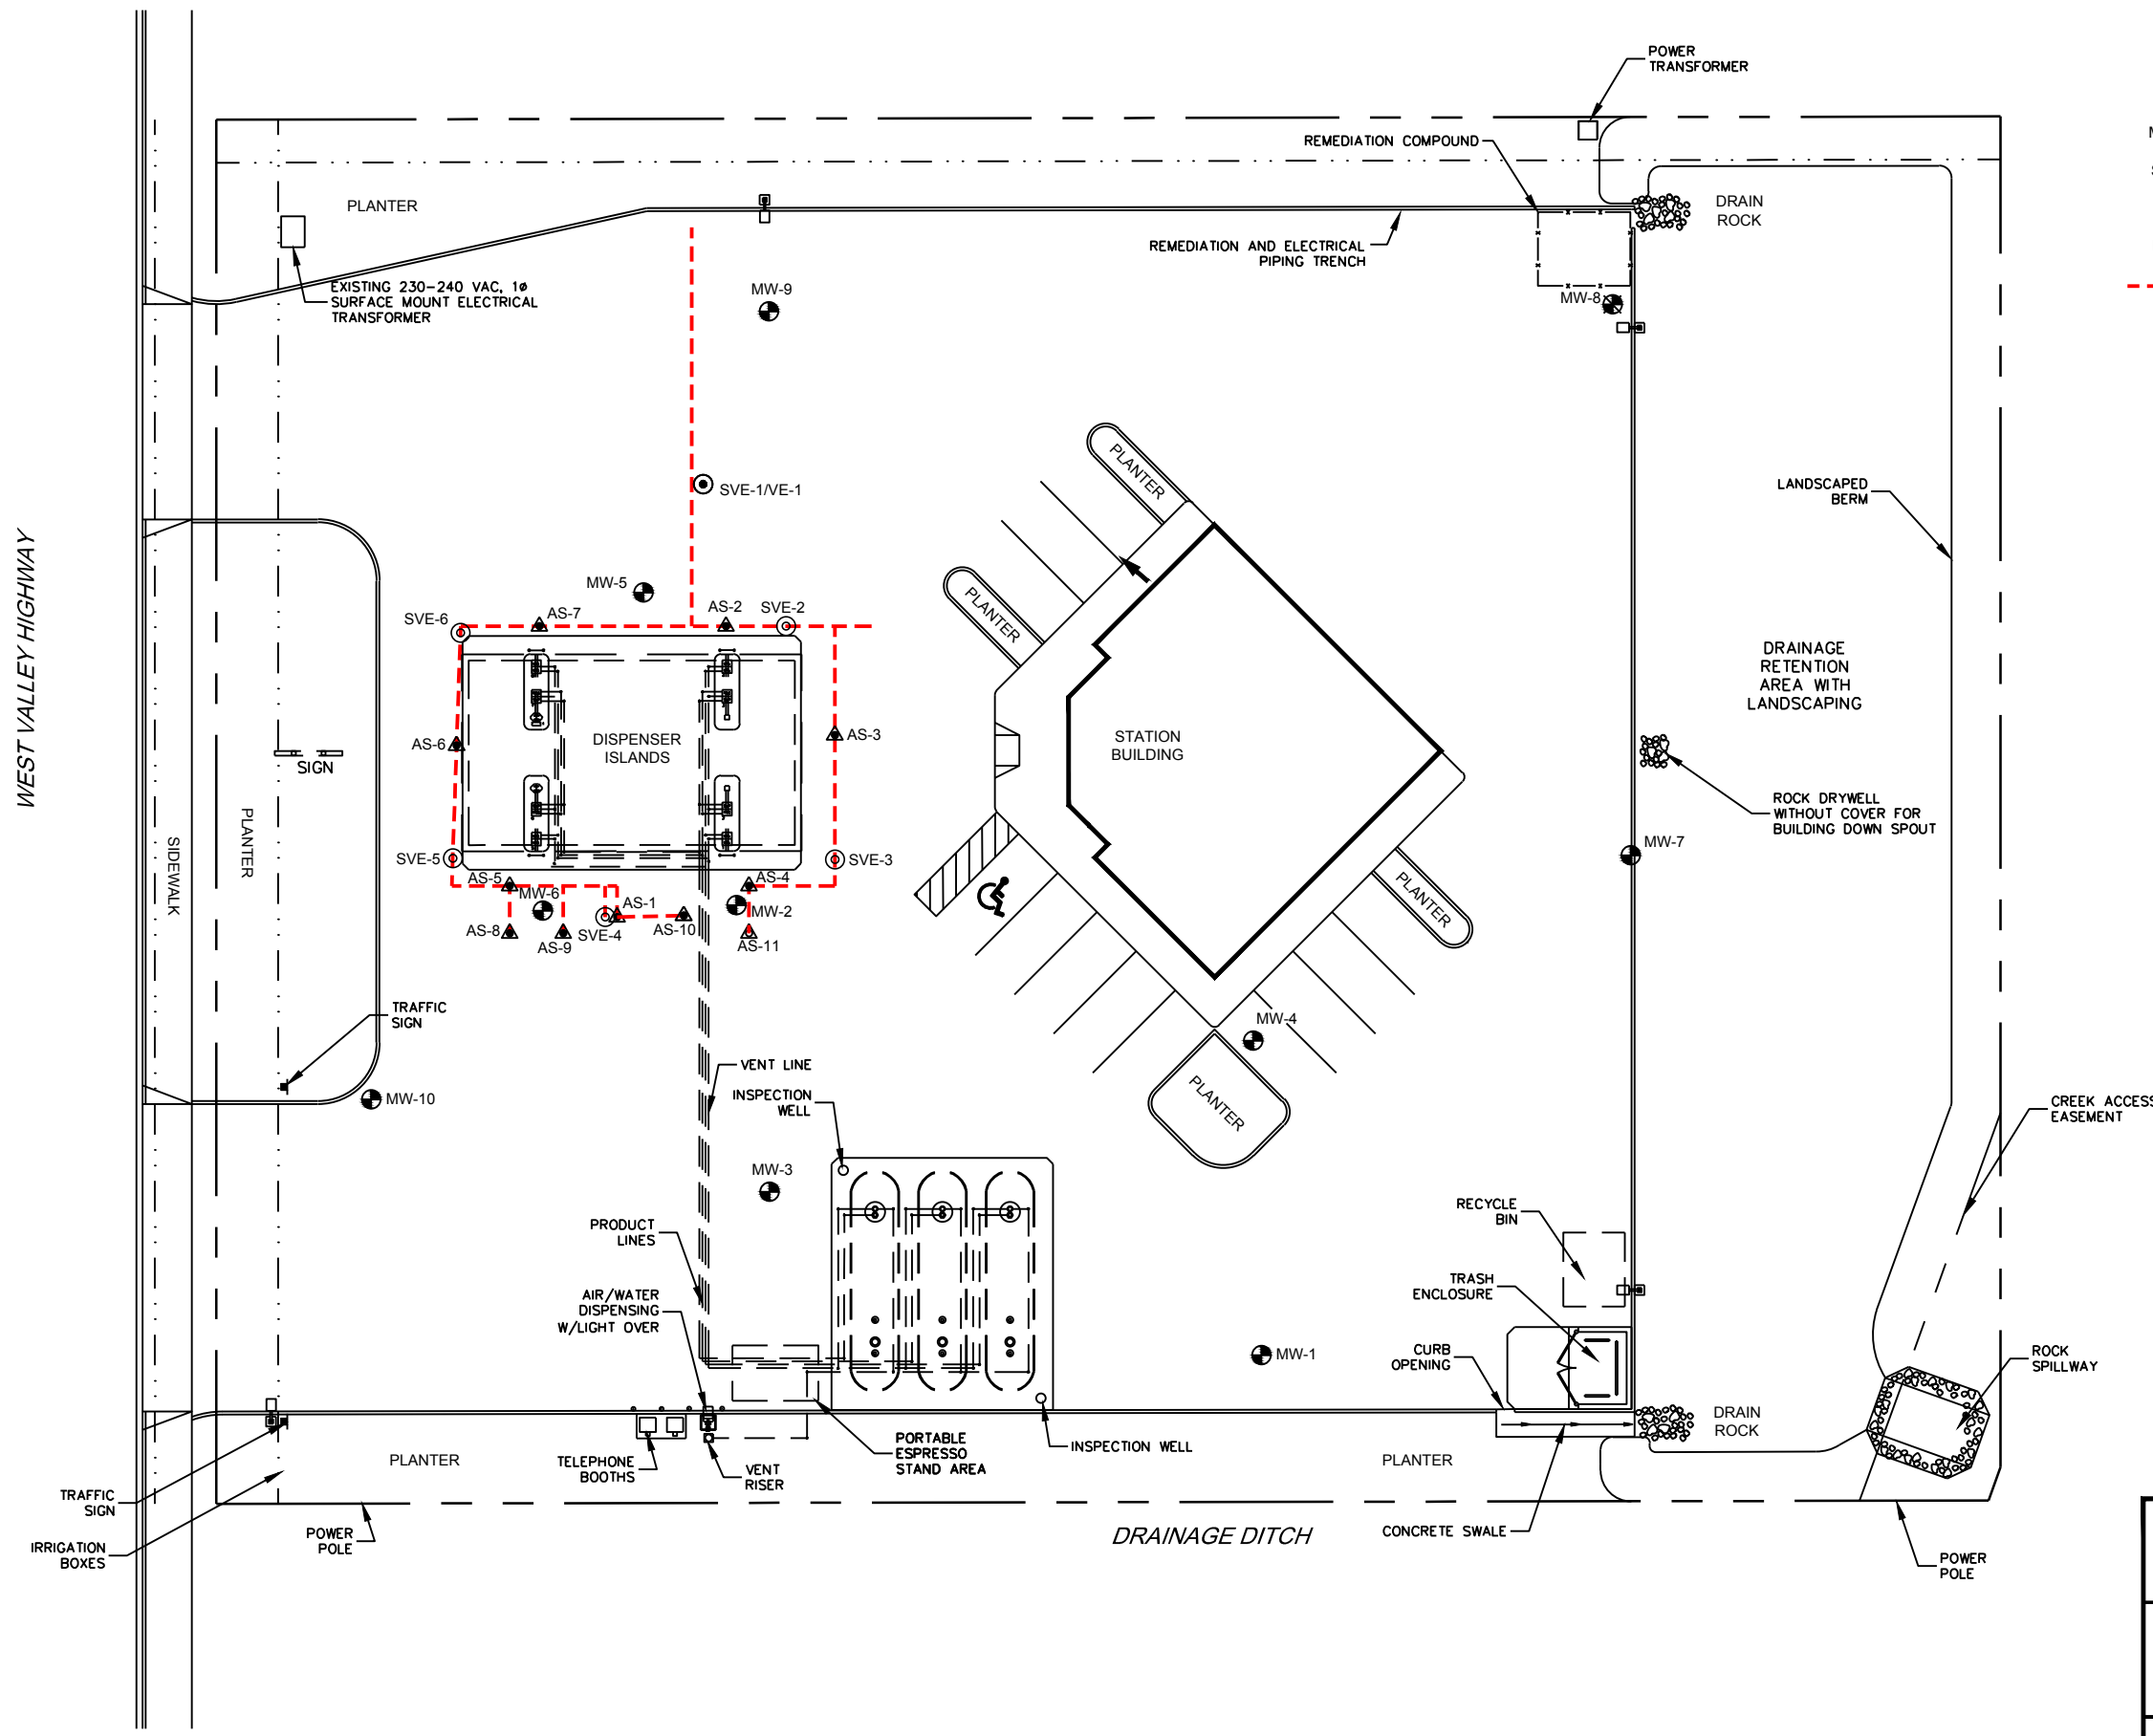 POWER
TRANSFORMER
REMEDIATION COMPOUND
DRAIN
ROCK
PLANTER
REMEDIATION AND ELECTRICAL
PIPING TRENCH
EXISTING 230-240 VAC, 1ø
SURFACE MOUNT ELECTRICAL
TRANSFORMER
MW-9
MW-8
PLANTER
SVE-1/VE-1
LANDSCAPED
BERM
WEST VALLEY HIGHWAY
MW-5
PLANTER
SVE-6
AS-7
AS-2
SVE-2
DRAINAGE
RETENTION
AREA WITH
LANDSCAPING
AS-6
DISPENSER
ISLANDS
AS-3
STATION
BUILDING
SIGN
ROCK DRYWELL
WITHOUT COVER FOR
BUILDING DOWN SPOUT
PLANTER
SIDEWALK
SVE-5
SVE-3
MW-7
AS-5
AS-4
MW-6
AS-1
MW-2
PLANTER
AS-8
AS-9
SVE-4
AS-10
AS-11
TRAFFIC
SIGN
MW-4
VENT LINE
INSPECTION
WELL
MW-10
PLANTER
CREEK ACCESS
EASEMENT
MW-3
PRODUCT
LINES
RECYCLE
BIN
AIR/WATER
DISPENSING
W/LIGHT OVER
TRASH
ENCLOSURE
MW-1
CURB
OPENING
ROCK
SPILLWAY
DRAIN
ROCK
PLANTER
TELEPHONE
BOOTHS
VENT
RISER
PORTABLE
ESPRESSO
STAND AREA
INSPECTION WELL
PLANTER
TRAFFIC
SIGN
POWER
POLE
IRRIGATION
BOXES
DRAINAGE DITCH
CONCRETE SWALE
POWER
POLE